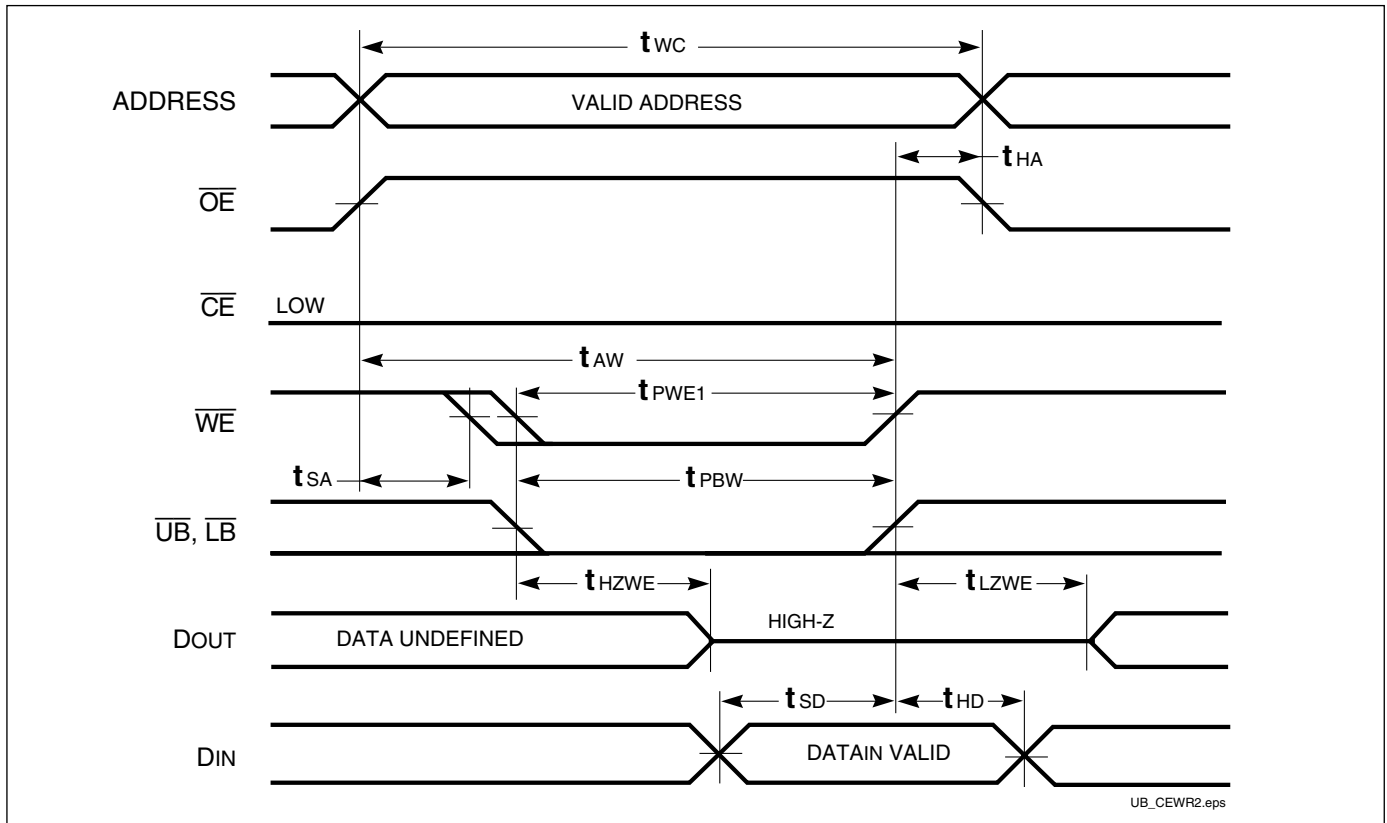 tWC
ADDRESS
VALID ADDRESS
tHA
OE
CE
LOW
tAW
tPWE1
WE
tSA
tPBW
UB, LB
tHZWE
tLZWE
DOUT
DATA UNDEFINED
HIGH-Z
tSD
tHD
DIN
DATAIN VALID
UB_CEWR2.eps